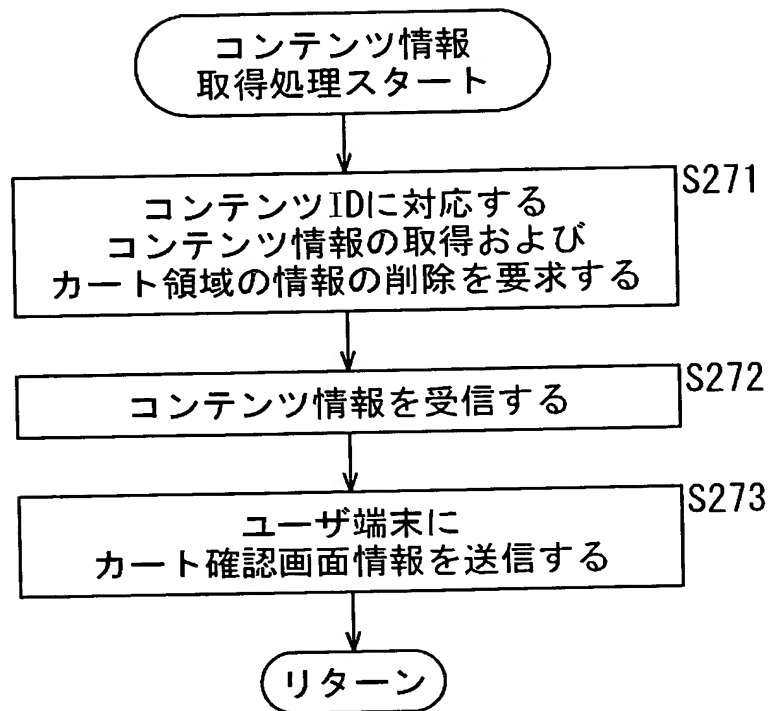 コンテンツ情報
取得処理スタート
S271
コンテンツIDに対応する
コンテンツ情報の取得および
カート領域の情報の削除を要求する
S272
コンテンツ情報を受信する
S273
ユーザ端末に
カート確認画面情報を送信する
リターン